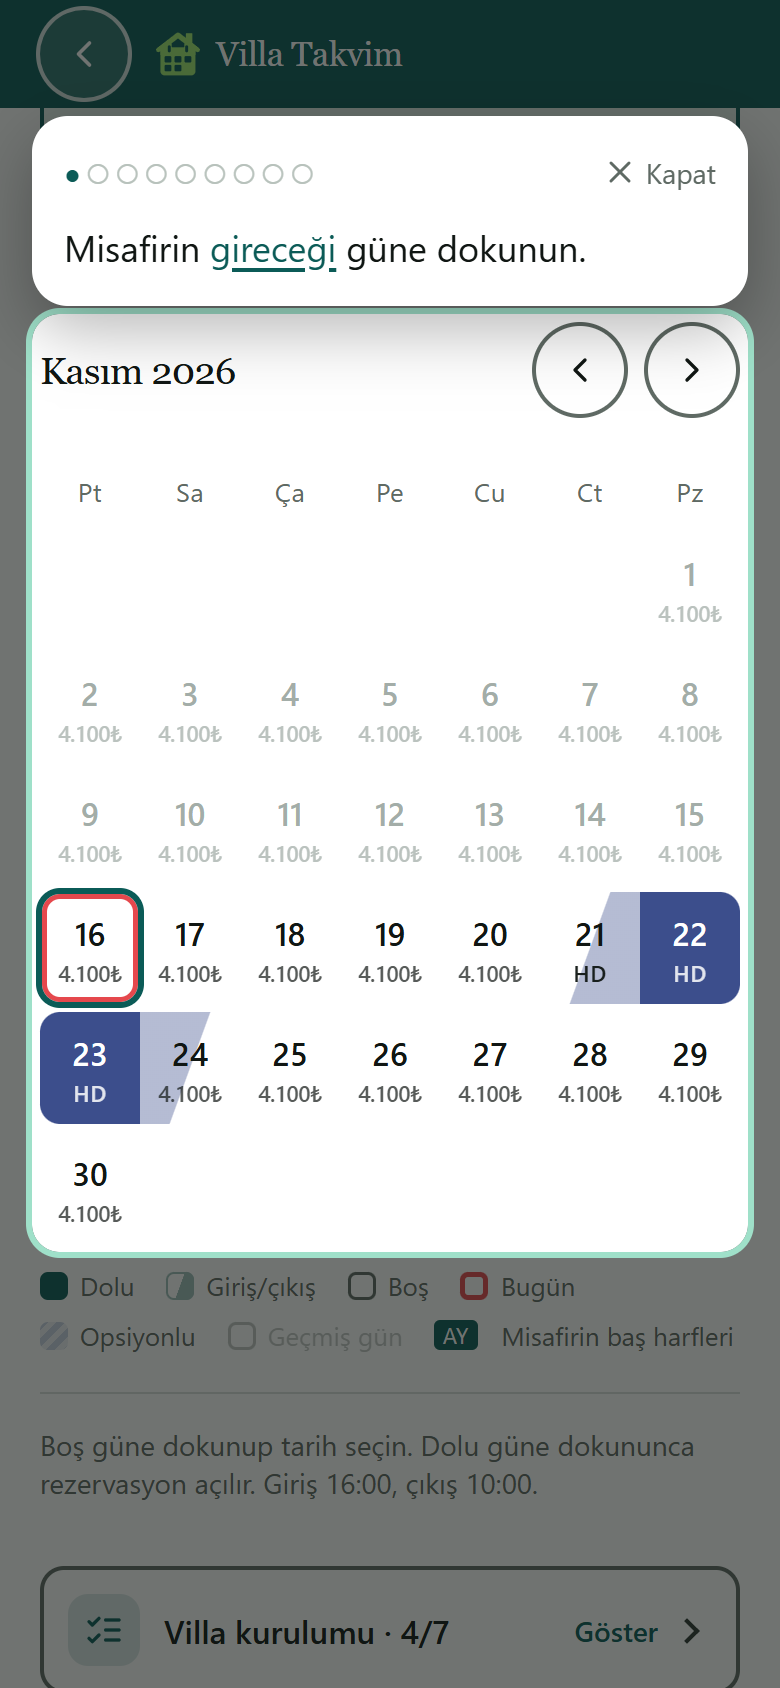 Villa Takvim
Kapat
Misafirin gireceği güne dokunun.
Kasım 2026
Pt Sa Ça Pe Cu Ct Pz
1
4.100₺
2 3 4 5 6 7 8
4.100₺ 4.100₺ 4.100₺ 4.100₺ 4.100₺ 4.100₺ 4.100₺
9 10 11 12 13 14 15
4.100₺ 4.100₺ 4.100₺ 4.100₺ 4.100₺ 4.100₺ 4.100₺
16 17 18 19 20 21 22
4.100₺ 4.100₺ 4.100₺ 4.100₺ 4.100₺ HD HD
23 24 25 26 27 28 29
HD 4.100₺ 4.100₺ 4.100₺ 4.100₺ 4.100₺ 4.100₺
30
4.100₺
Dolu Giriş/çıkış Boş Bugün
Opsiyonlu Geçmiş gün AY Misafirin baş harfleri
Boş güne dokunup tarih seçin. Dolu güne dokununca
rezervasyon açılır. Giriş 16:00, çıkış 10:00.
Villa kurulumu · 4/7 Göster